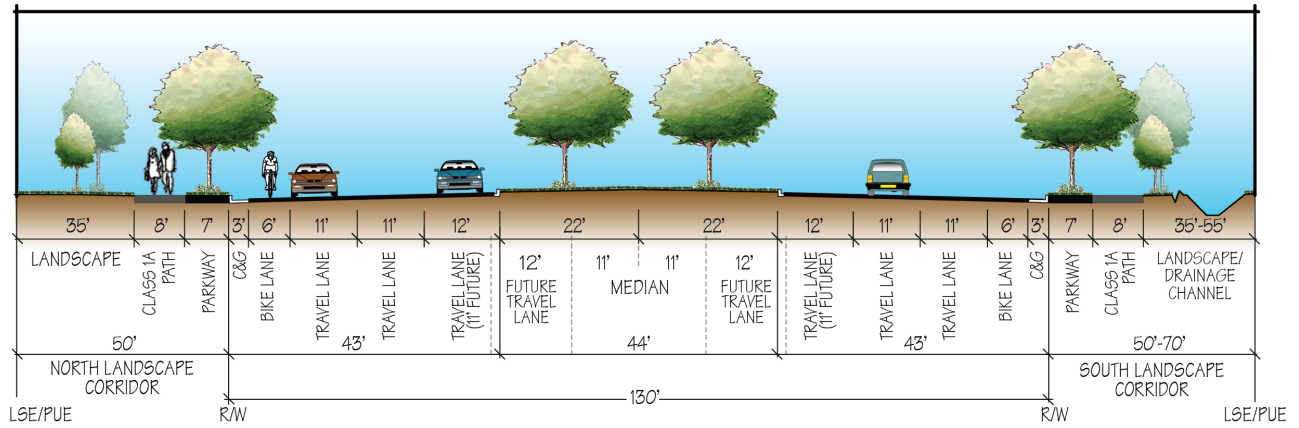 35' 8' 7' 3' 6' 11' 11' 12' 22' 22' 12' 11' 11' 6' 3' 7' 8' 35'-55'
LANDSCAPE
CLASS 1A
PATH
PARKWAY
C&G
BIKE LANE
TRAVEL LANE
TRAVEL LANE
TRAVEL LANE
(11' FUTURE)
12'
FUTURE
TRAVEL
LANE
11' 11'
MEDIAN
12'
FUTURE
TRAVEL
LANE
TRAVEL LANE
(11' FUTURE)
TRAVEL LANE
TRAVEL LANE
BIKE LANE
C&G
PARKWAY
CLASS 1A
PATH
LANDSCAPE/
DRAINAGE
CHANNEL
50' 43' 44' 43' 50'-70'
NORTH LANDSCAPE
CORRIDOR
SOUTH LANDSCAPE
CORRIDOR
130'
LSE/PUE R/W R/W LSE/PUE